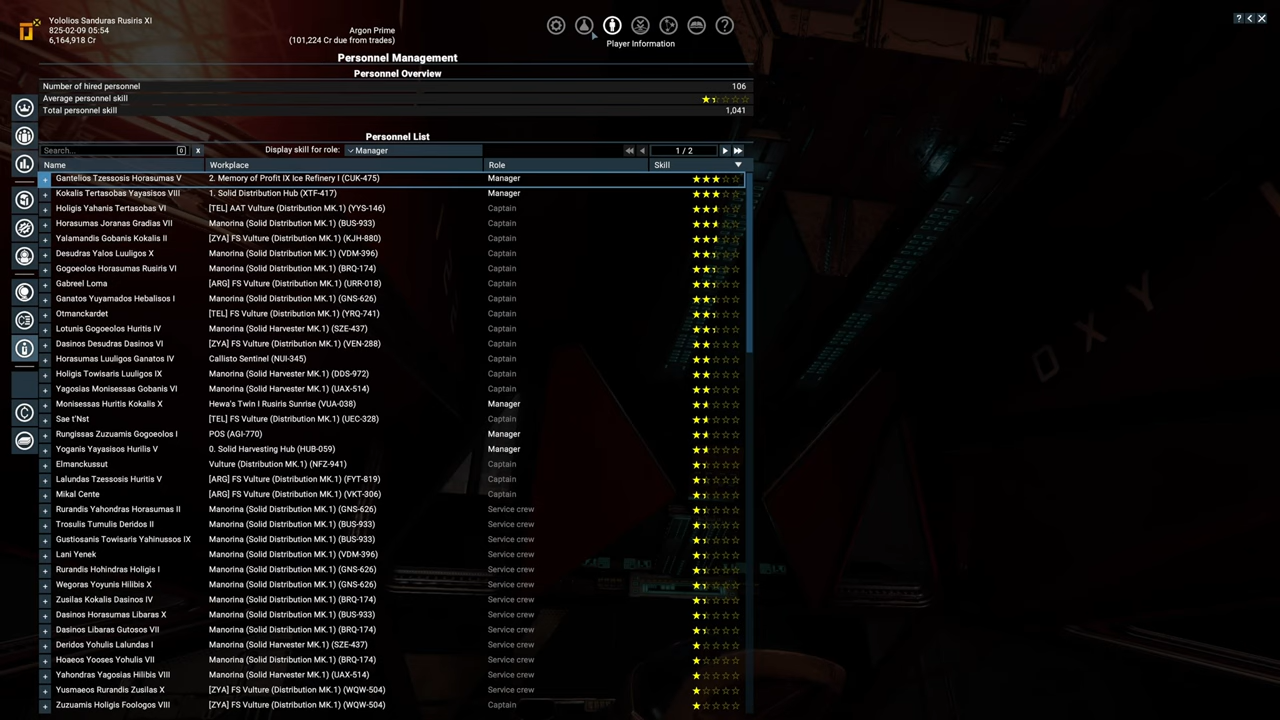 Yololios Sanduras Rusiris XI
825-02-09 05:54
6,164,918 Cr
Argon Prime
(101,224 Cr due from trades)
Player Information
? < X
Personnel Management
Personnel Overview
Number of hired personnel 106
Average personnel skill
Total personnel skill 1,041
Personnel List
Search... 0 x Display skill for role: Manager 1 / 2
Name Workplace Role Skill
+ Gantelios Tzessosis Horasumas V 2. Memory of Profit IX Ice Refinery I (CUK-475) Manager
+ Kokalis Tertasobas Yayasisos VIII 1. Solid Distribution Hub (XTF-417) Manager
+ Holigis Yahanis Tertasobas VI [TEL] AAT Vulture (Distribution MK.1) (YYS-146) Captain
+ Horasumas Joranas Gradias VII Manorina (Solid Distribution MK.1) (BUS-933) Captain
+ Yalamandis Gobanis Kokalis II [ZYA] FS Vulture (Distribution MK.1) (KJH-880) Captain
+ Desudras Yalos Luuligos X Manorina (Solid Distribution MK.1) (VDM-396) Captain
+ Gogoeolos Horasumas Rusiris VI Manorina (Solid Distribution MK.1) (BRQ-174) Captain
+ Gabreel Loma [ARG] FS Vulture (Distribution MK.1) (URR-018) Captain
+ Ganatos Yuyamados Hebalisos I Manorina (Solid Distribution MK.1) (GNS-626) Captain
+ Otmanckardet [TEL] FS Vulture (Distribution MK.1) (YRQ-741) Captain
+ Lotunis Gogoeolos Huritis IV Manorina (Solid Harvester MK.1) (SZE-437) Captain
+ Dasinos Desudras Dasinos VI [ZYA] FS Vulture (Distribution MK.1) (VEN-288) Captain
+ Horasumas Luuligos Ganatos IV Callisto Sentinel (NUI-345) Captain
+ Holigis Towisaris Luuligos IX Manorina (Solid Harvester MK.1) (DDS-972) Captain
+ Yagosias Monisessas Gobanis VI Manorina (Solid Harvester MK.1) (UAX-514) Captain
+ Monisessas Huritis Kokalis X Hewa's Twin I Rusiris Sunrise (VUA-038) Manager
+ Sae t'Nst [TEL] FS Vulture (Distribution MK.1) (UEC-328) Captain
+ Rungissas Zuzumais Gogoeolos I POS (AGI-770) Manager
+ Yoganis Yayasisos Hurilis V 0. Solid Harvesting Hub (HUB-059) Manager
+ Elmanckussut Vulture (Distribution MK.1) (NFZ-941) Captain
+ Lalundas Tzessosis Huritis V [ARG] FS Vulture (Distribution MK.1) (FYT-819) Captain
+ Mikal Cente [ARG] FS Vulture (Distribution MK.1) (VKT-306) Captain
+ Rurandis Yahondras Horasumas II Manorina (Solid Distribution MK.1) (GNS-626) Service crew
+ Trosulis Tumulis Deridos II Manorina (Solid Distribution MK.1) (BUS-933) Service crew
+ Gustiosanis Towisaris Yahinussos IX Manorina (Solid Distribution MK.1) (BUS-933) Service crew
+ Lani Yenek Manorina (Solid Distribution MK.1) (VDM-396) Service crew
+ Rurandis Hohindras Holigis I Manorina (Solid Distribution MK.1) (GNS-626) Service crew
+ Wegoras Yoyunis Hilibis X Manorina (Solid Distribution MK.1) (GNS-626) Service crew
+ Zusilas Kokalis Dasinos IV Manorina (Solid Distribution MK.1) (BRQ-174) Service crew
+ Dasinos Horasumas Libaras X Manorina (Solid Distribution MK.1) (BUS-933) Service crew
+ Dasinos Libaras Gutosos VII Manorina (Solid Distribution MK.1) (BRQ-174) Service crew
+ Deridos Yohulis Lalundas I Manorina (Solid Harvester MK.1) (SZE-437) Service crew
+ Hoaeos Yooses Yohulis VII Manorina (Solid Distribution MK.1) (BRQ-174) Service crew
+ Yahondras Yagosias Hilibis VIII Manorina (Solid Harvester MK.1) (UAX-514) Service crew
+ Yusmaeos Rurandis Zusilas X [ZYA] FS Vulture (Distribution MK.1) (WQW-504) Service crew
+ Zuzuamis Holigis Foologos VIII [ZYA] FS Vulture (Distribution MK.1) (WQW-504) Captain